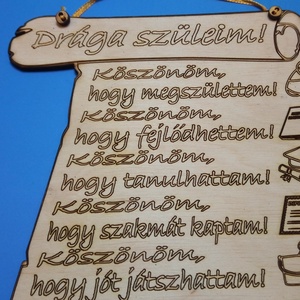 Drága szüleim!
Köszönöm,
hogy megszülettem!
Köszönöm,
hogy fejlődhettem!
Köszönöm,
hogy tanulhattam!
Köszönöm,
hogy szakmát kaptam!
Köszönöm,
hogy jót játszhattam!